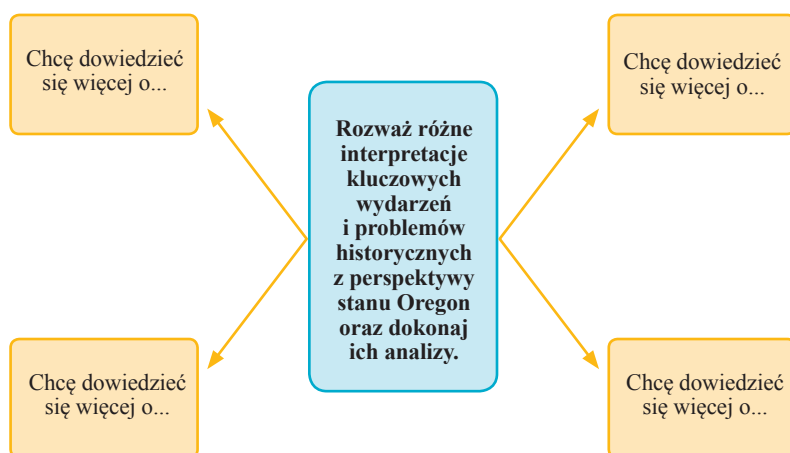 Chcę dowiedzieć
się więcej o...
Chcę dowiedzieć
się więcej o...
Rozważ różne
interpretacje
kluczowych
wydarzeń
i problemów
historycznych
z perspektywy
stanu Oregon
oraz dokonaj
ich analizy.
Chcę dowiedzieć
się więcej o...
Chcę dowiedzieć
się więcej o...